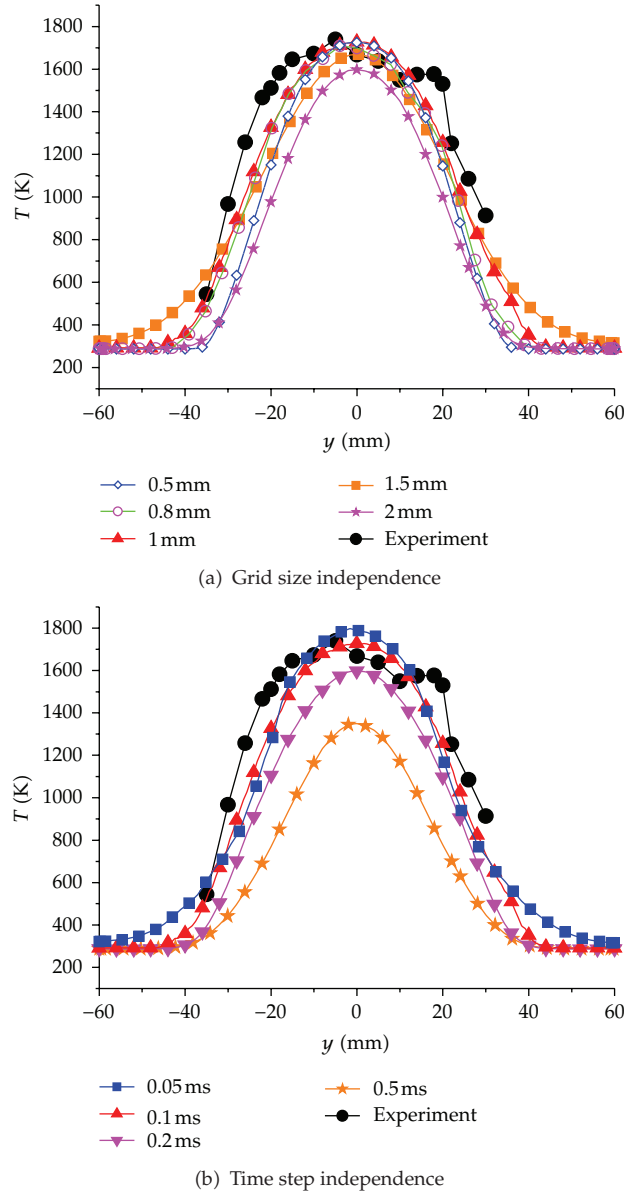 1800
1600
1400
1200
1000
800
600
400
200
T (K)
−60 −40 −20 0 20 40 60
y (mm)
0.5 mm 1.5 mm
0.8 mm 2 mm
1 mm Experiment
(a) Grid size independence
1800
1600
1400
1200
1000
800
600
400
200
T (K)
−60 −40 −20 0 20 40 60
y (mm)
0.05 ms 0.5 ms
0.1 ms Experiment
0.2 ms
(b) Time step independence